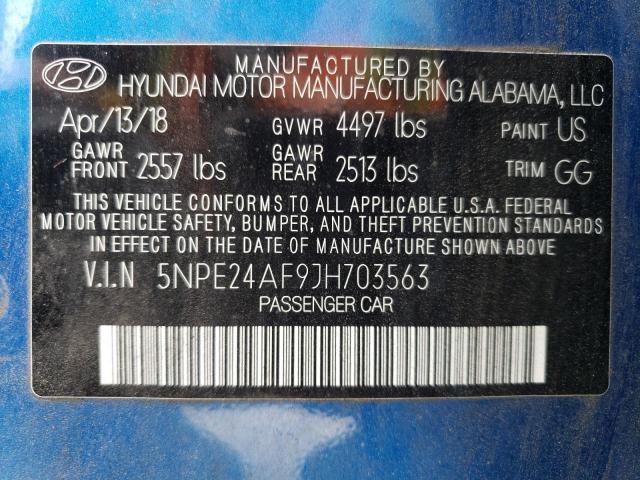 MANUFACTURED BY
HYUNDAI MOTOR MANUFACTURING ALABAMA, LLC
Apr/13/18 GVWR 4497 lbs PAINT US
GAWR FRONT 2557 lbs GAWR REAR 2513 lbs TRIM GG
THIS VEHICLE CONFORMS TO ALL APPLICABLE U.S.A. FEDERAL
MOTOR VEHICLE SAFETY, BUMPER, AND THEFT PREVENTION STANDARDS
IN EFFECT ON THE DATE OF MANUFACTURE SHOWN ABOVE
V.I.N 5NPE24AF9JH703563
PASSENGER CAR